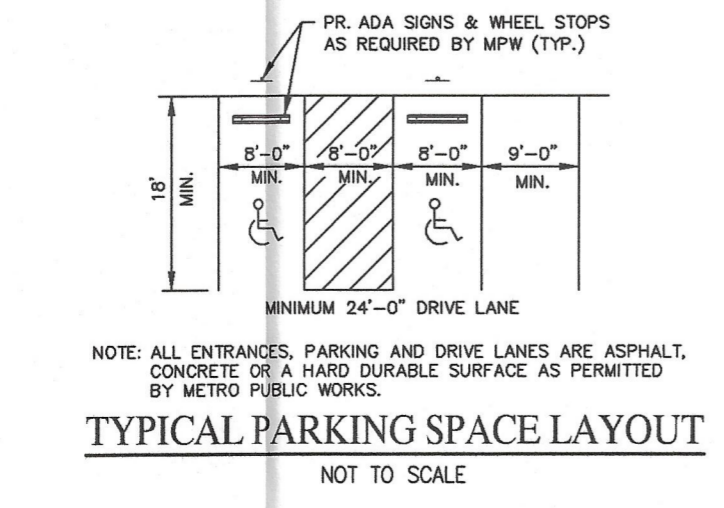 PR. ADA SIGNS & WHEEL STOPS
AS REQUIRED BY MPW (TYP.)
18'
MIN.
8'-0"
MIN.
8'-0"
MIN.
8'-0"
MIN.
9'-0"
MIN.
MINIMUM 24'-0" DRIVE LANE
NOTE: ALL ENTRANCES, PARKING AND DRIVE LANES ARE ASPHALT,
CONCRETE OR A HARD DURABLE SURFACE AS PERMITTED
BY METRO PUBLIC WORKS.
TYPICAL PARKING SPACE LAYOUT
NOT TO SCALE